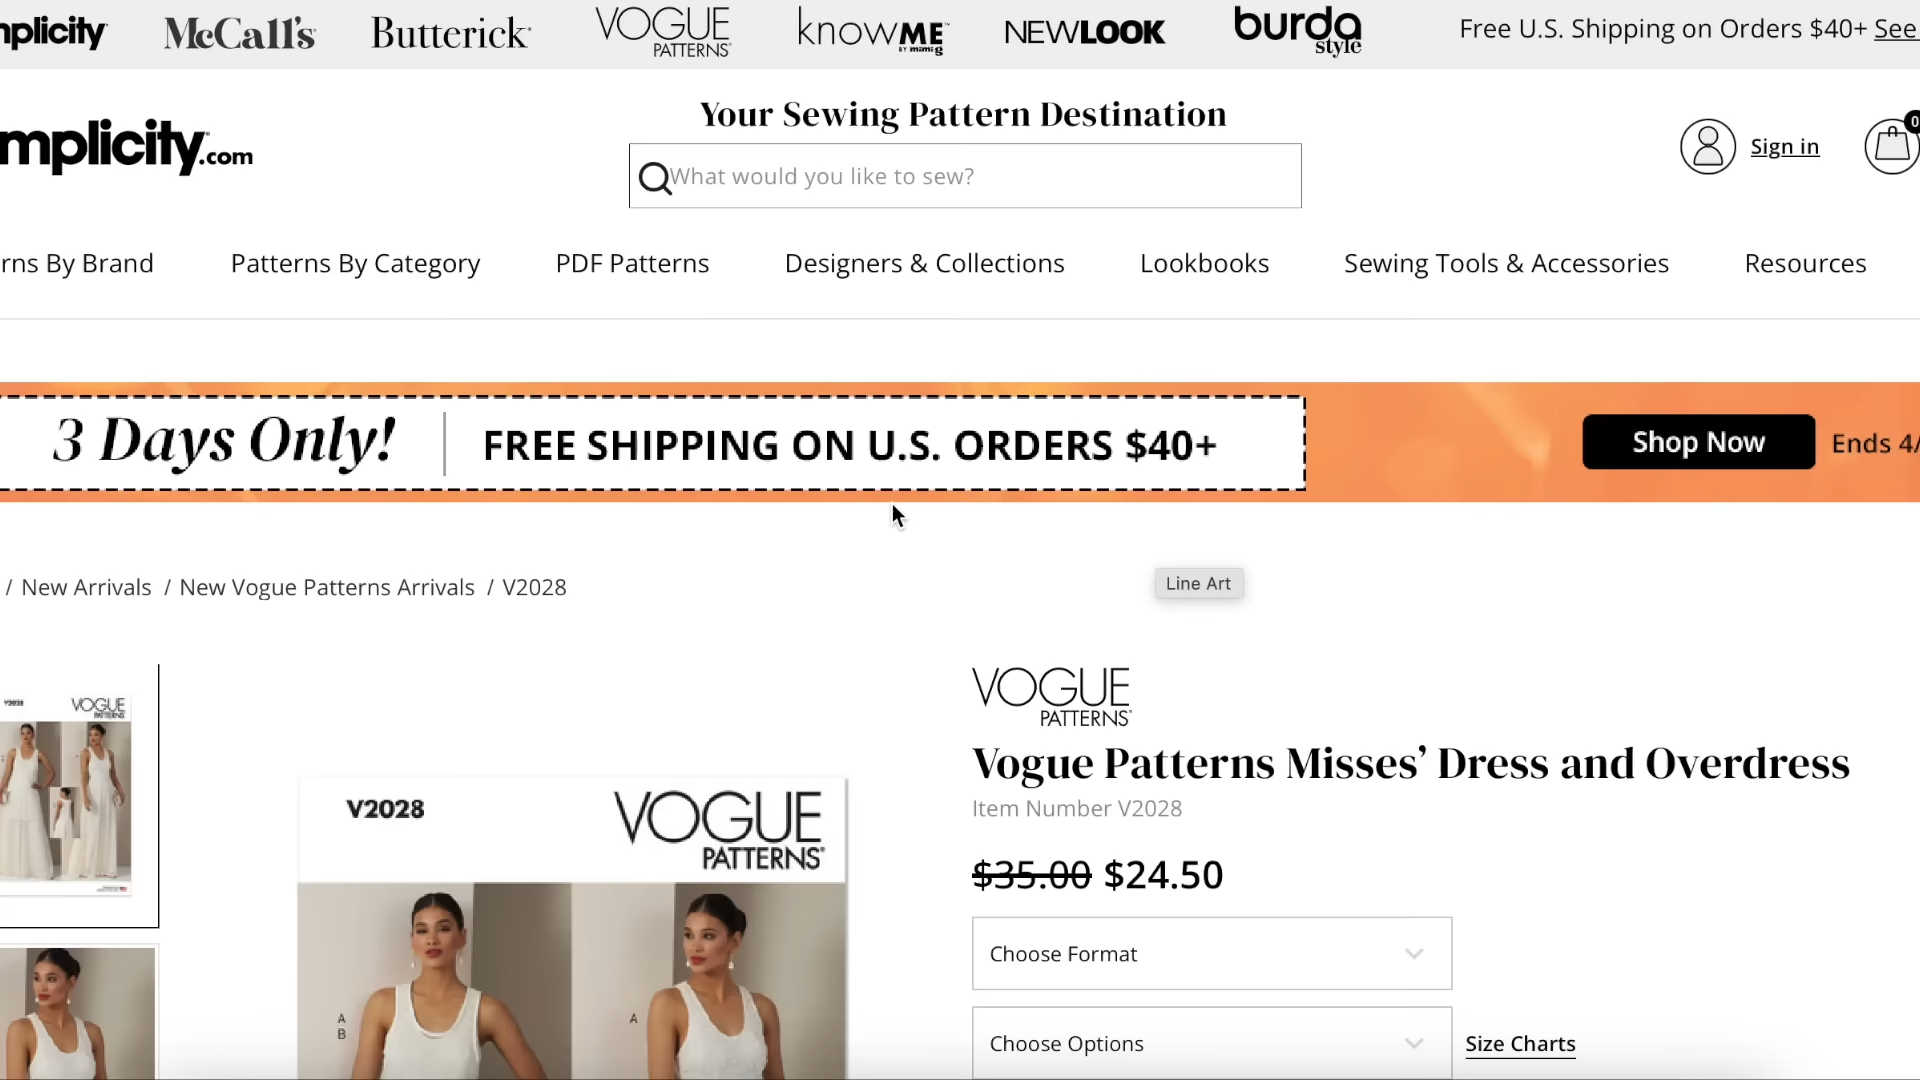 mplicity
McCall's
Butterick
VOGUE
PATTERNS
knowME
BY mimi g
NEWLOOK
burda
style
Free U.S. Shipping on Orders $40+ See
Your Sewing Pattern Destination
mplicity.com
What would you like to sew?
Sign in
0
rns By Brand
Patterns By Category
PDF Patterns
Designers & Collections
Lookbooks
Sewing Tools & Accessories
Resources
3 Days Only!
FREE SHIPPING ON U.S. ORDERS $40+
Shop Now
Ends 4/
/ New Arrivals / New Vogue Patterns Arrivals / V2028
Line Art
V2028
VOGUE
PATTERNS
VOGUE
PATTERNS
Vogue Patterns Misses’ Dress and Overdress
Item Number V2028
$35.00 $24.50
V2028
VOGUE
PATTERNS
A
B
A
Choose Format
Choose Options
Size Charts